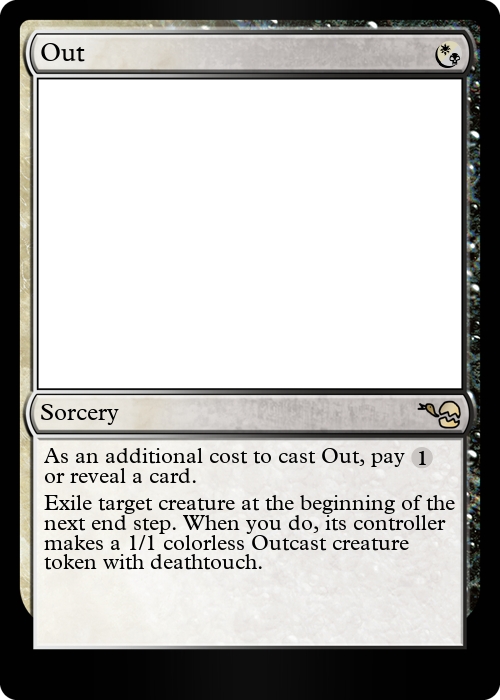 Out
Sorcery
As an additional cost to cast Out, pay 1
or reveal a card.
Exile target creature at the beginning of the
next end step. When you do, its controller
makes a 1/1 colorless Outcast creature
token with deathtouch.